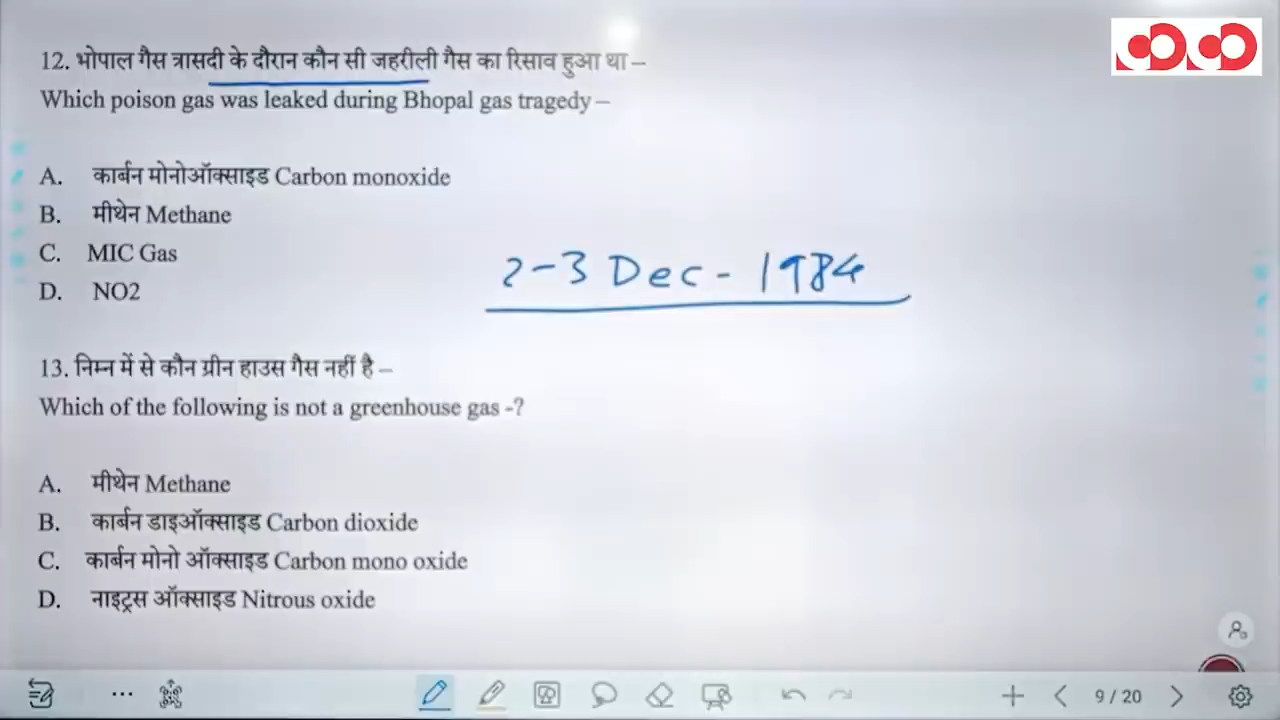 12. भोपाल गैस त्रासदी के दौरान कौन सी जहरीली गैस का रिसाव हुआ था –
Which poison gas was leaked during Bhopal gas tragedy –
A. कार्बन मोनोऑक्साइड Carbon monoxide
B. मीथेन Methane
C. MIC Gas
D. NO2
2-3 Dec - 1984
13. निम्न में से कौन ग्रीन हाउस गैस नहीं है –
Which of the following is not a greenhouse gas -?
A. मीथेन Methane
B. कार्बन डाइऑक्साइड Carbon dioxide
C. कार्बन मोनो ऑक्साइड Carbon mono oxide
D. नाइट्रस ऑक्साइड Nitrous oxide
9 / 20